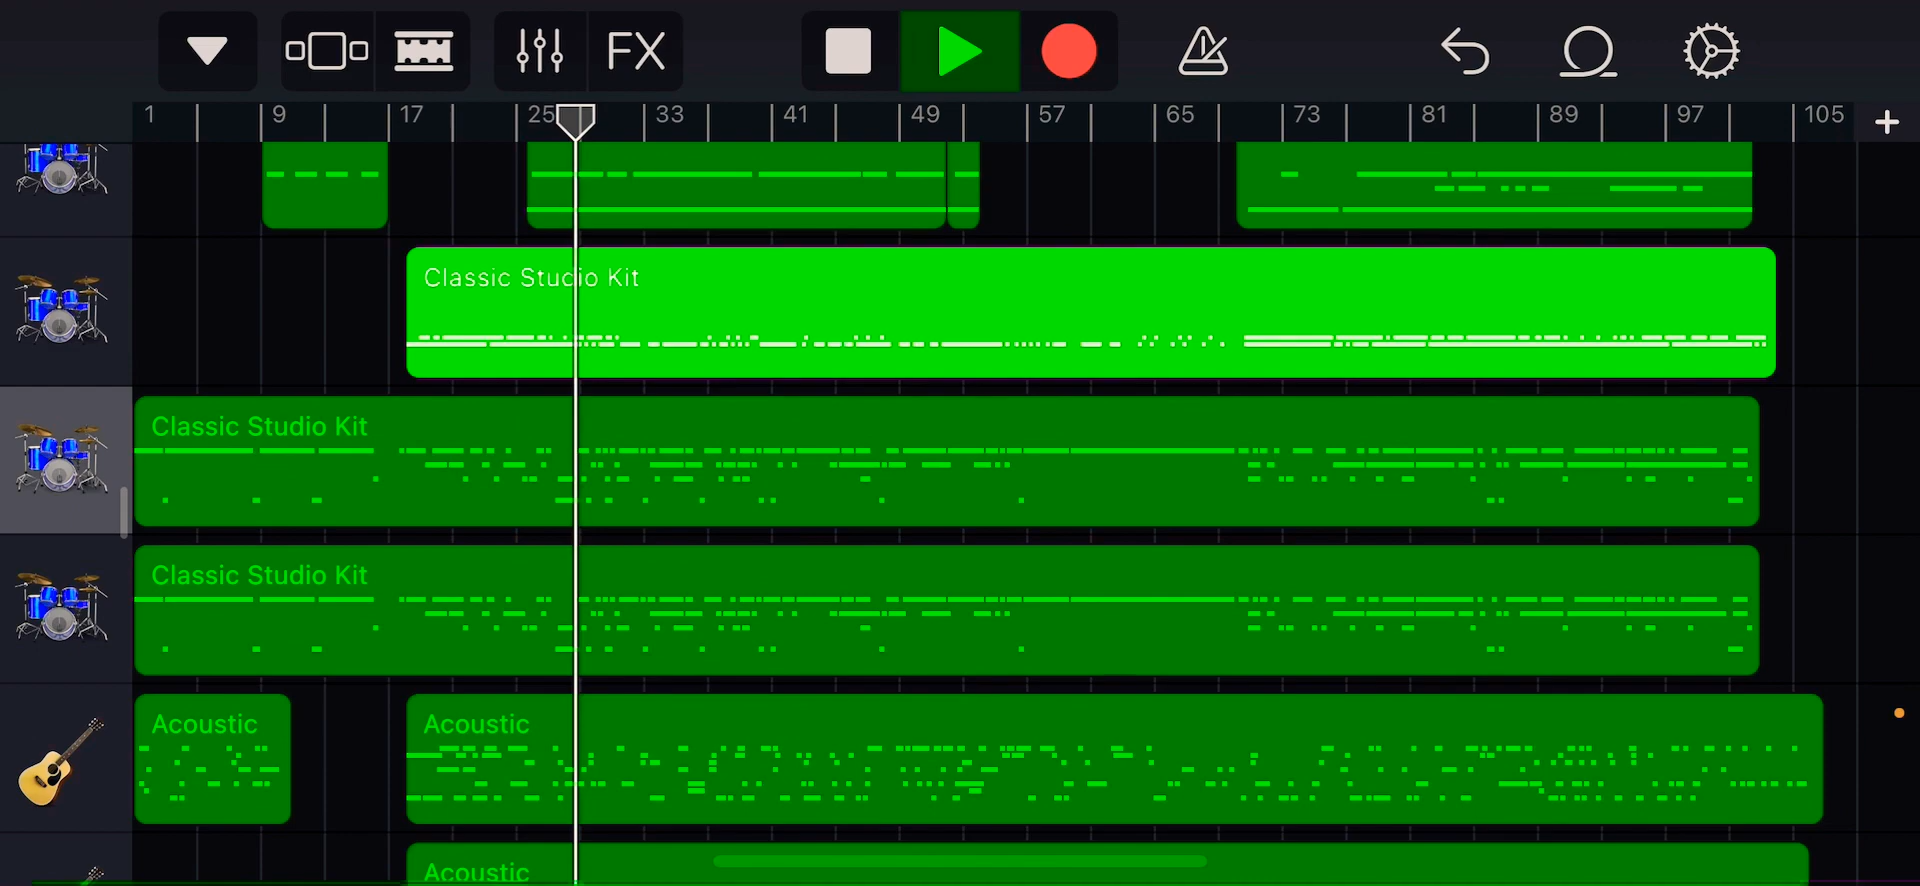 FX
1 9 17 25 33 41 49 57 65 73 81 89 97 105
Classic Studio Kit
Classic Studio Kit
Classic Studio Kit
Acoustic Acoustic
Acoustic